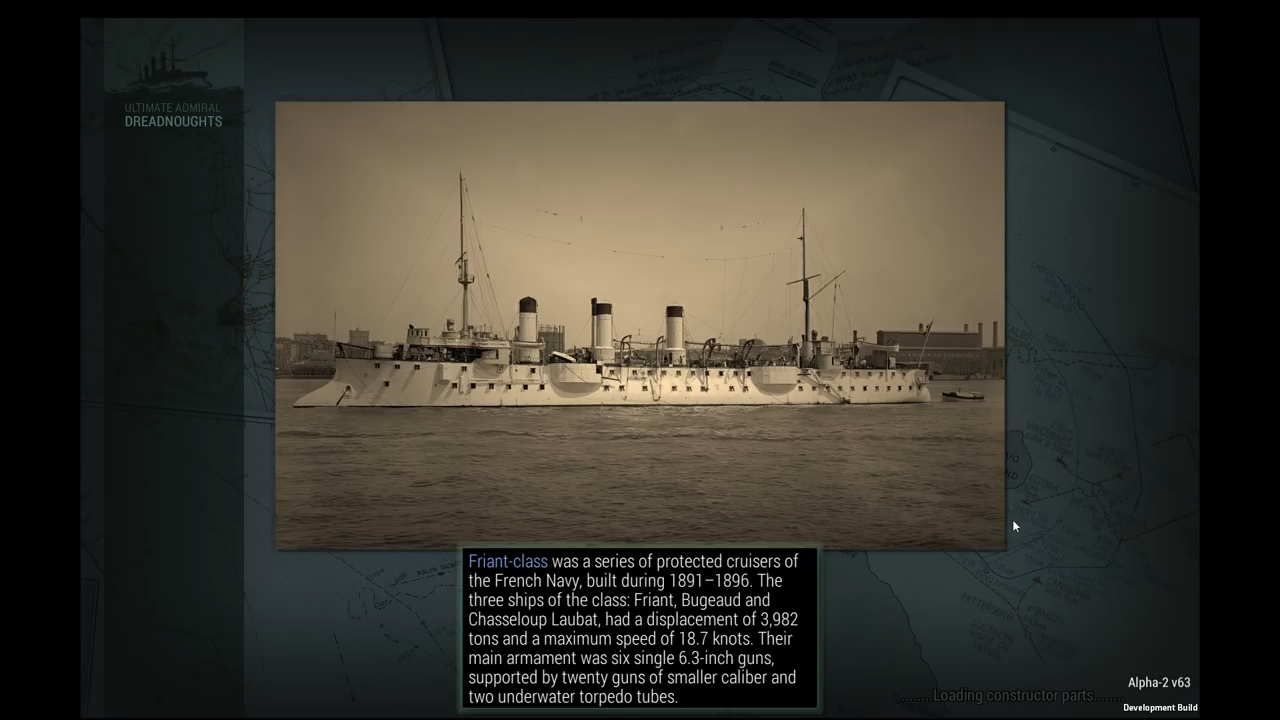 ULTIMATE ADMIRAL
DREADNOUGHTS
Friant-class was a series of protected cruisers of
the French Navy, built during 1891–1896. The
three ships of the class: Friant, Bugeaud and
Chasseloup Laubat, had a displacement of 3,982
tons and a maximum speed of 18.7 knots. Their
main armament was six single 6.3-inch guns,
supported by twenty guns of smaller caliber and
two underwater torpedo tubes.
Alpha-2 v63
........Loading constructor parts........
Development Build